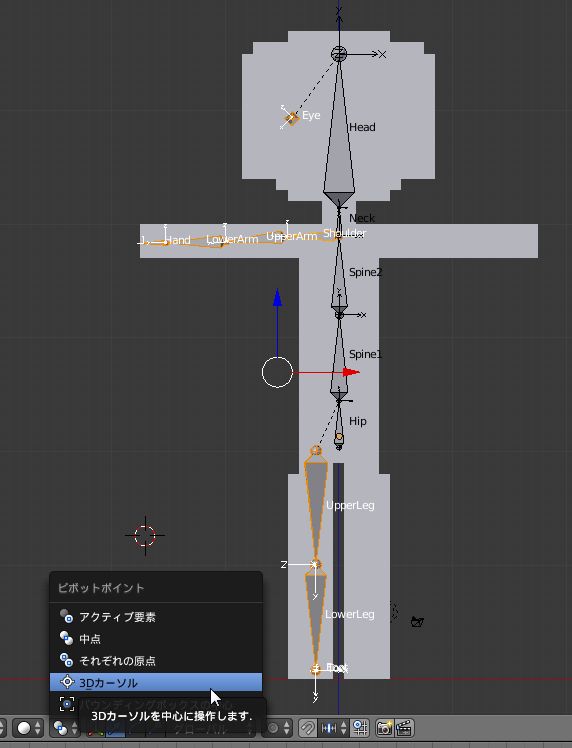 X
Eye
Head
Neck
Hand
LowerArm
UpperArm
Shoulder
Spine2
Spine1
Hip
UpperLeg
Z
LowerLeg
ピボットポイント
アクティブ要素
中点
それぞれの原点
3Dカーソル
3Dカーソルを中心に操作します.